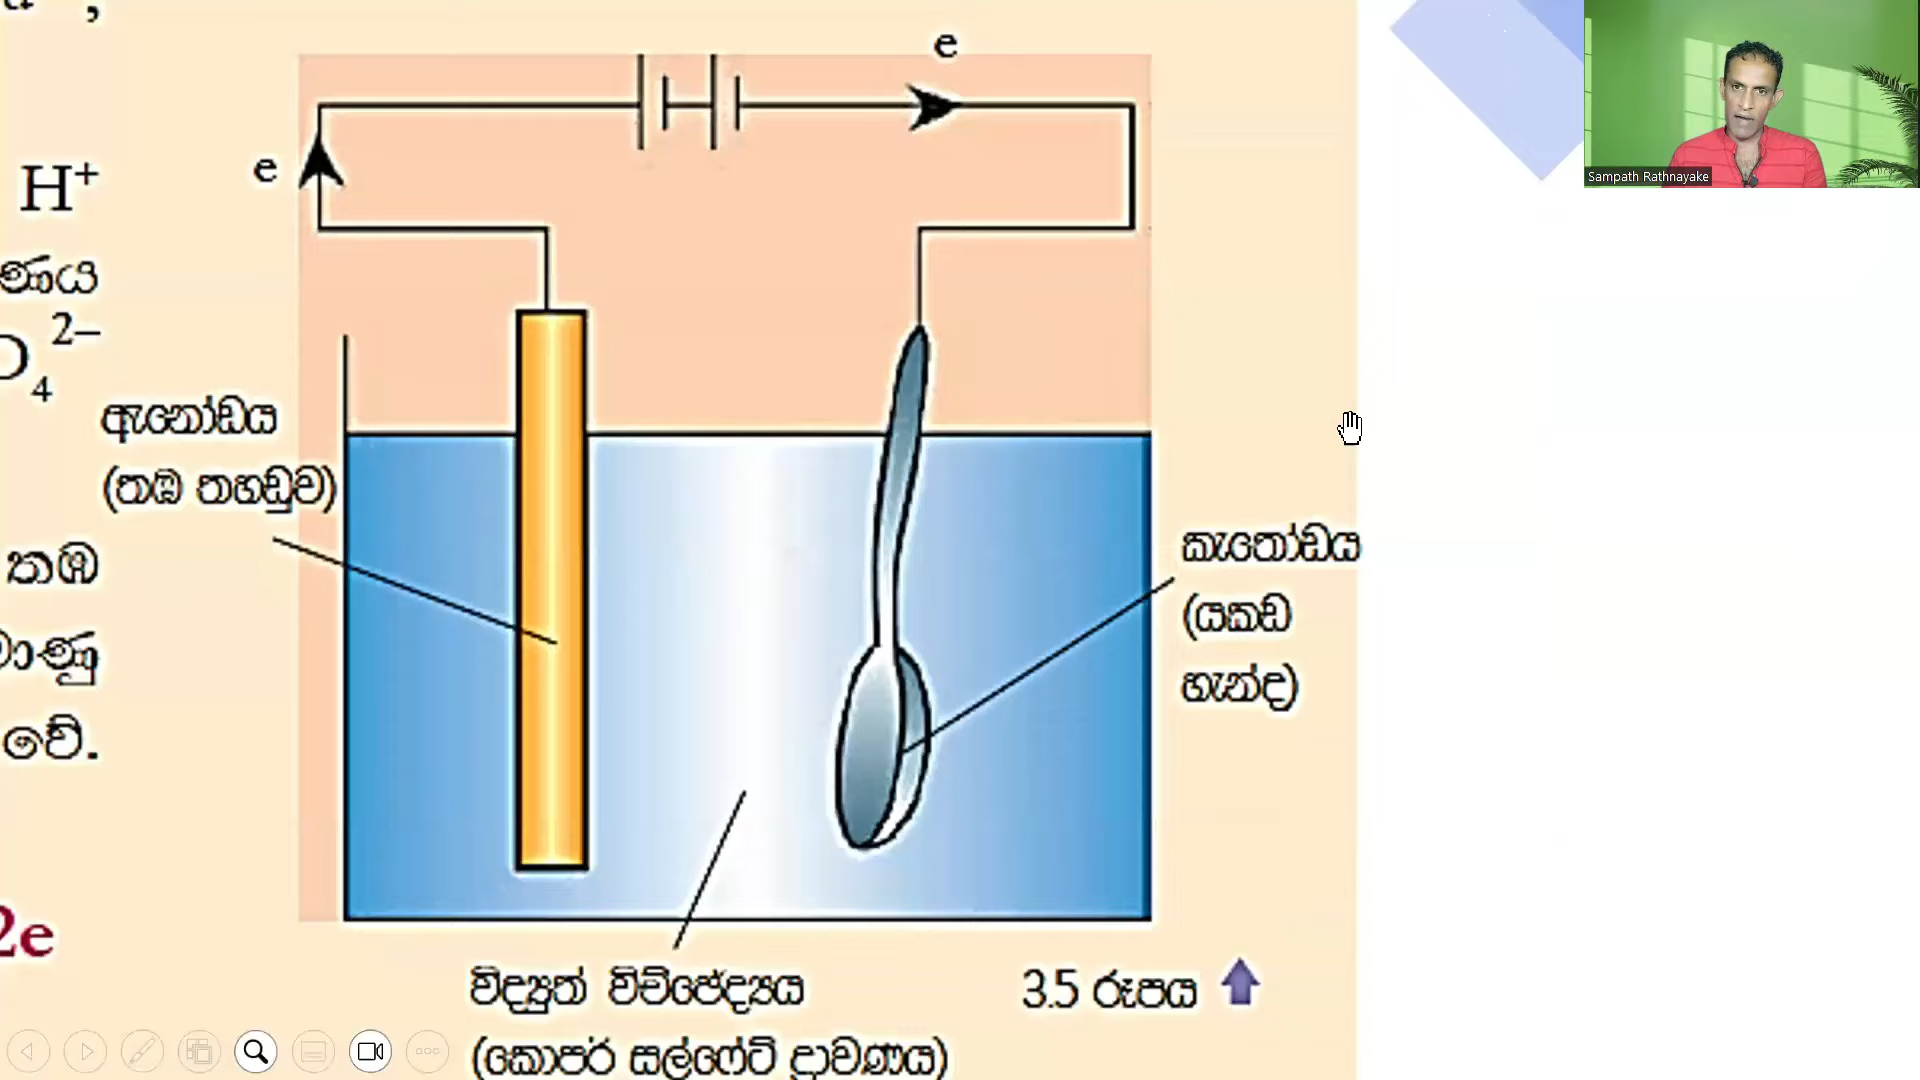 e
Sampath Rathnayake
e
H⁺
ණය
2–
4
ඇනෝඩය
(තඹ තහඩුව)
කැතෝඩය
(යකඩ
හැන්ද)
තඹ
වේ.
2e
විද්‍යුත් විච්ඡේද්‍යය
3.5 රූපය
(කොපර් සල්ෆේට් ද්‍රාවණය)